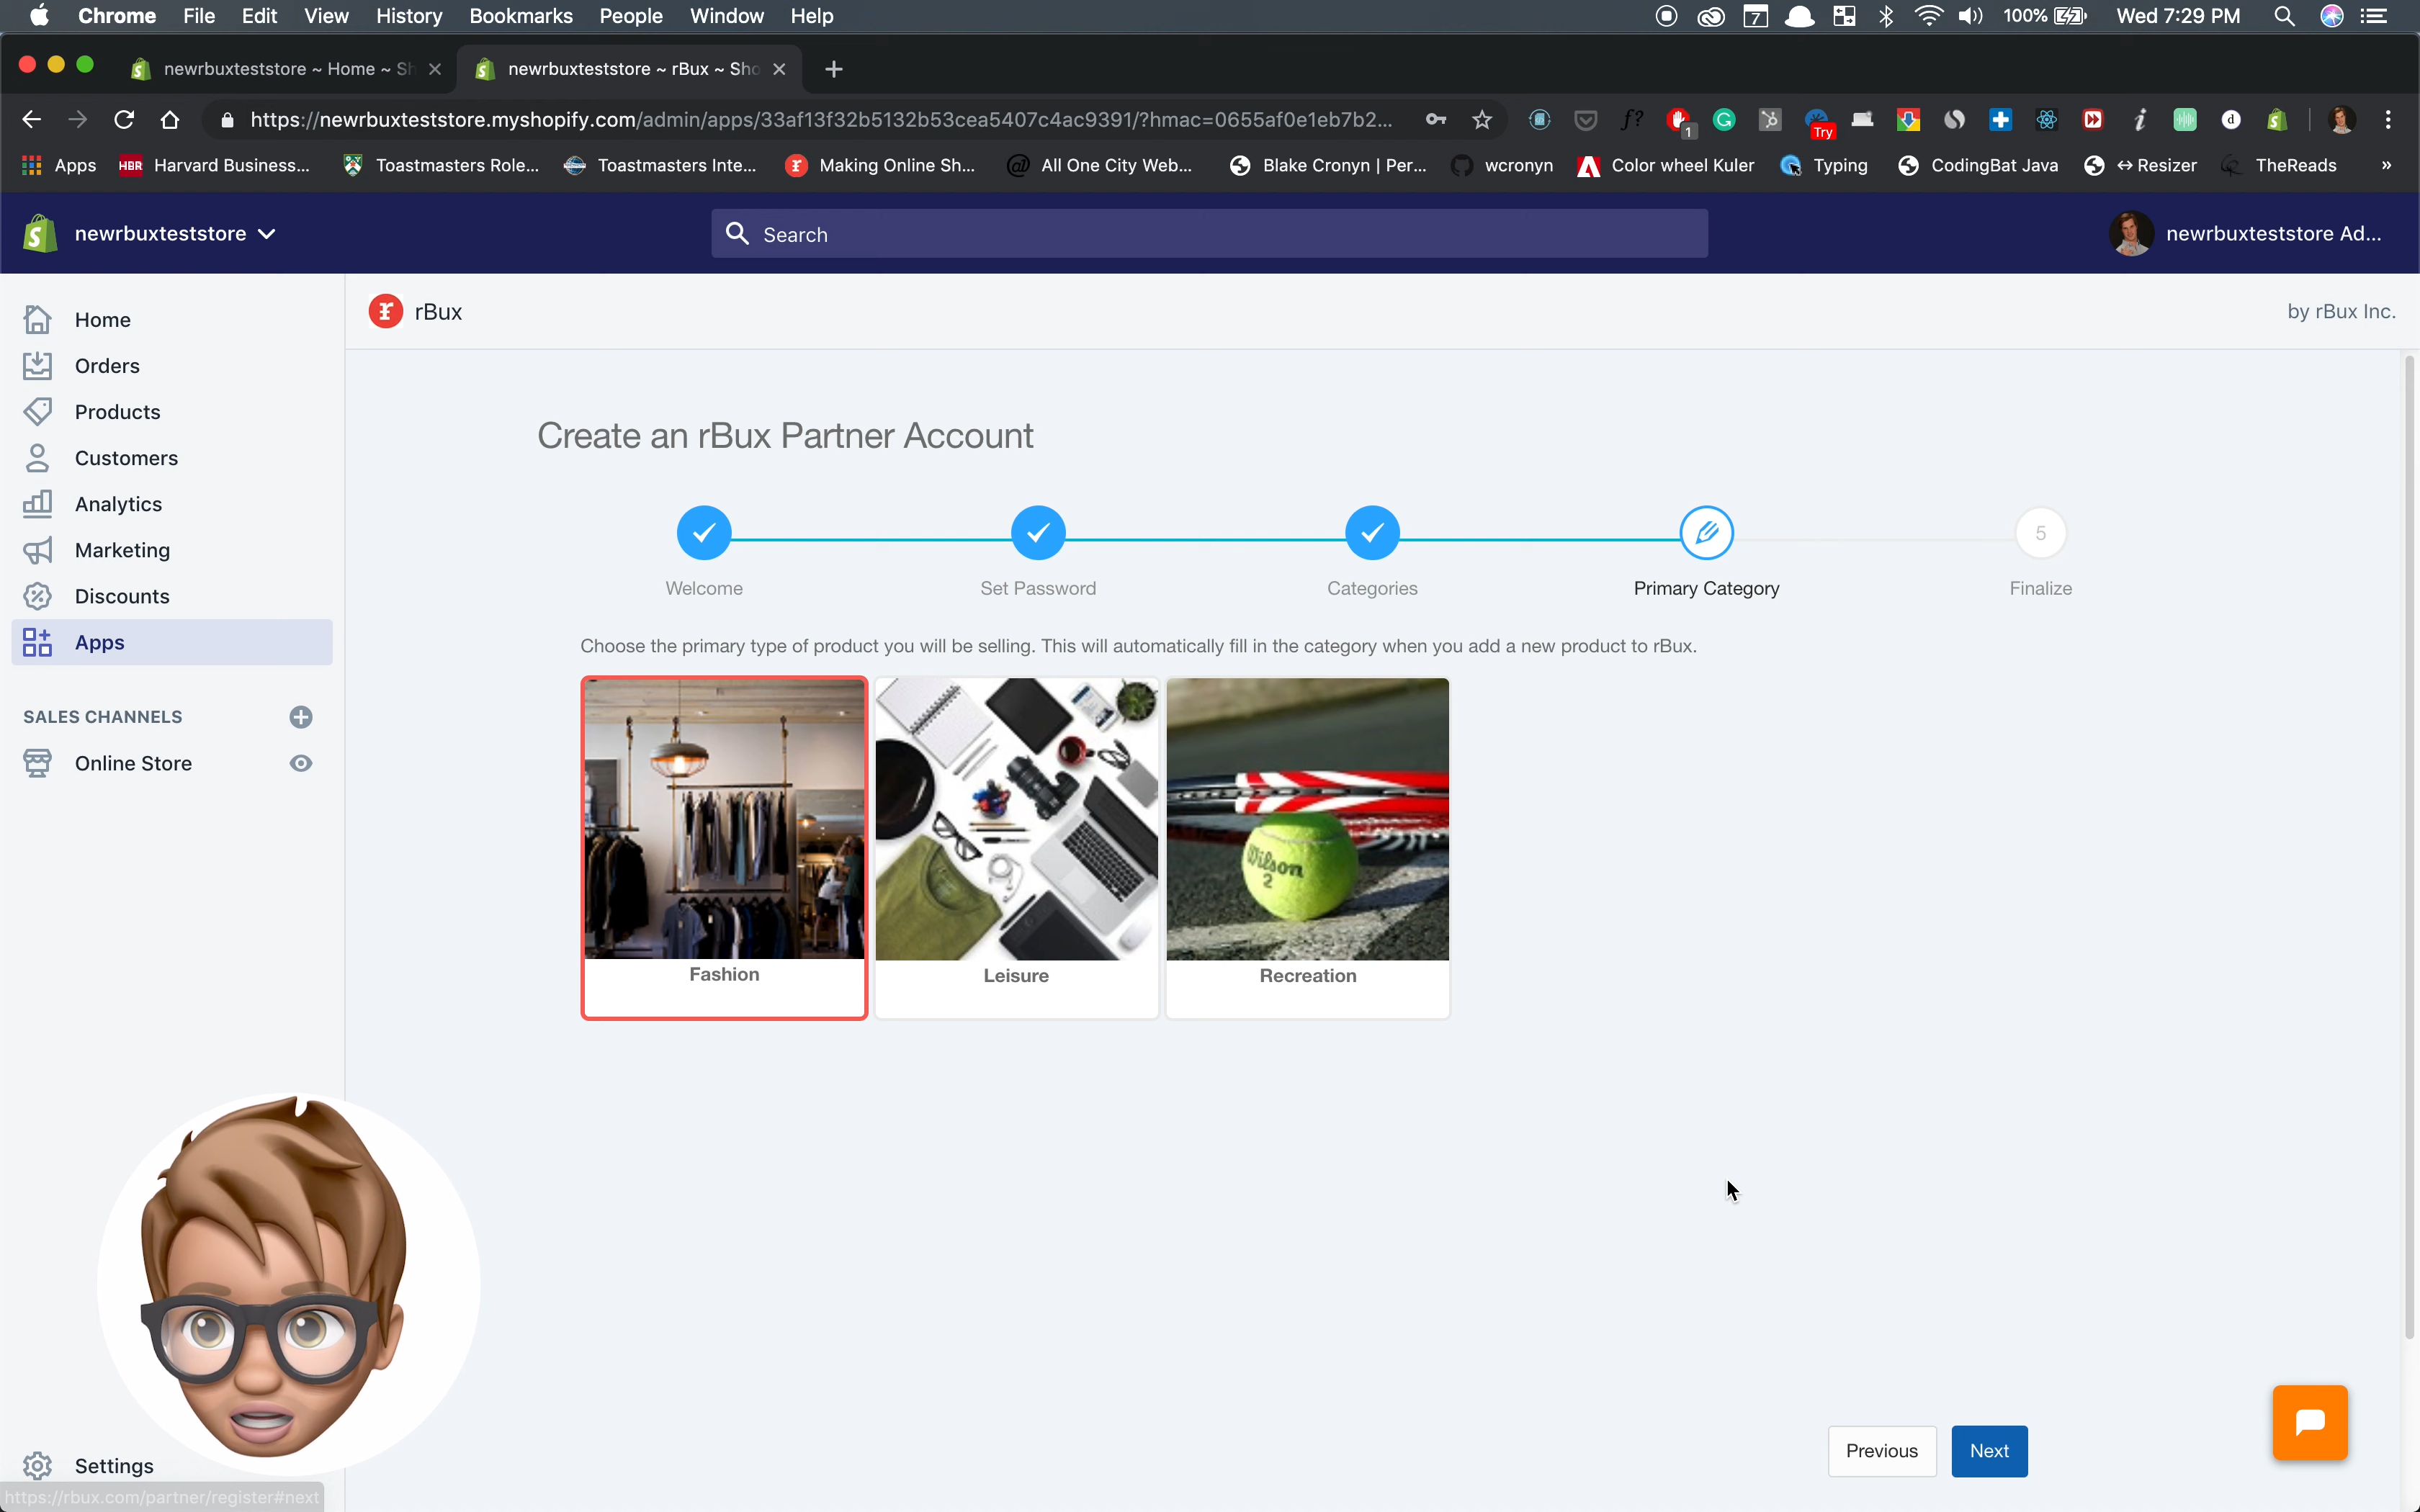 Chrome File Edit View History Bookmarks People Window Help 7 100% Wed 7:29 PM
newrbuxteststore ~ Home ~ Sh newrbuxteststore ~ rBux ~ Sho
https://newrbuxteststore.myshopify.com/admin/apps/33af13f32b5132b53cea5407c4ac9391/?hmac=0655af0e1eb7b2... f? 1 Try d
Apps HBR Harvard Business... Toastmasters Role... Toastmasters Inte... Making Online Sh... All One City Web... Blake Cronyn | Per... wcronyn Color wheel Kuler Typing CodingBat Java ↔ Resizer TheReads »
newrbuxteststore Search newrbuxteststore Ad...
rBux by rBux Inc.
Home
Orders
Products
Customers
Analytics
Marketing
Discounts
Apps
SALES CHANNELS
Online Store
Settings
Create an rBux Partner Account
5
Welcome Set Password Categories Primary Category Finalize
Choose the primary type of product you will be selling. This will automatically fill in the category when you add a new product to rBux.
Wilson
2
Fashion Leisure Recreation
Previous Next
https://rbux.com/partner/register#next